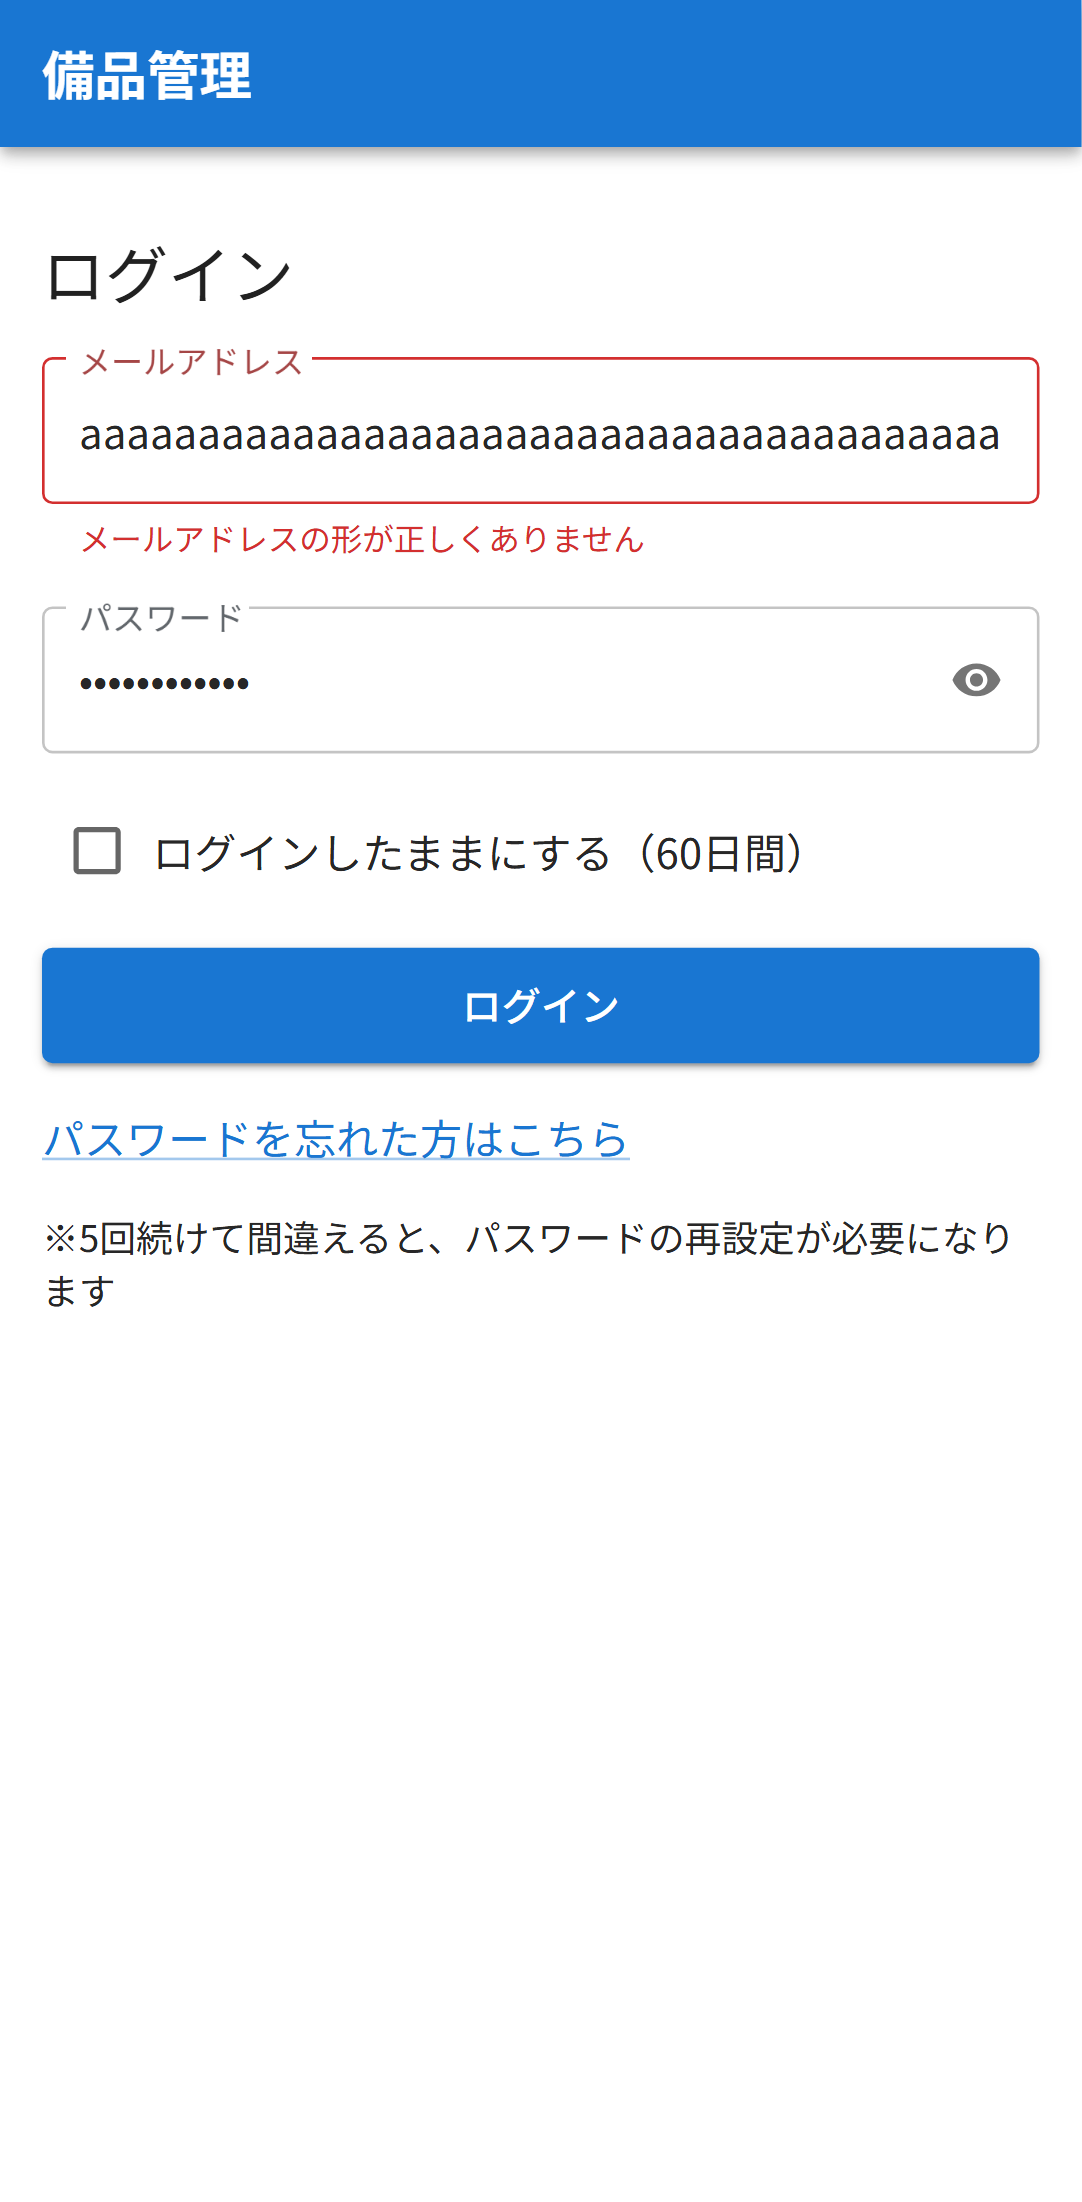 備品管理
ログイン
メールアドレス
aaaaaaaaaaaaaaaaaaaaaaaaaaaaaaaaaaaaaaa
メールアドレスの形が正しくありません
パスワード
••••••••••••
ログインしたままにする（60日間）
ログイン
パスワードを忘れた方はこちら
※5回続けて間違えると、パスワードの再設定が必要になり
ます